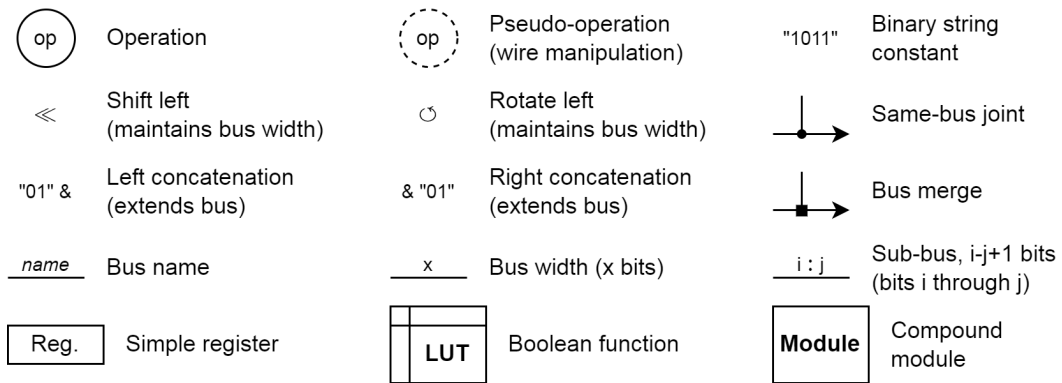 op Operation
op Pseudo-operation
(wire manipulation)
"1011" Binary string
constant
≪ Shift left
(maintains bus width)
↺ Rotate left
(maintains bus width)
Same-bus joint
"01" & Left concatenation
(extends bus)
& "01" Right concatenation
(extends bus)
Bus merge
name Bus name
x Bus width (x bits)
i : j Sub-bus, i-j+1 bits
(bits i through j)
Reg. Simple register
LUT Boolean function
Module Compound
module